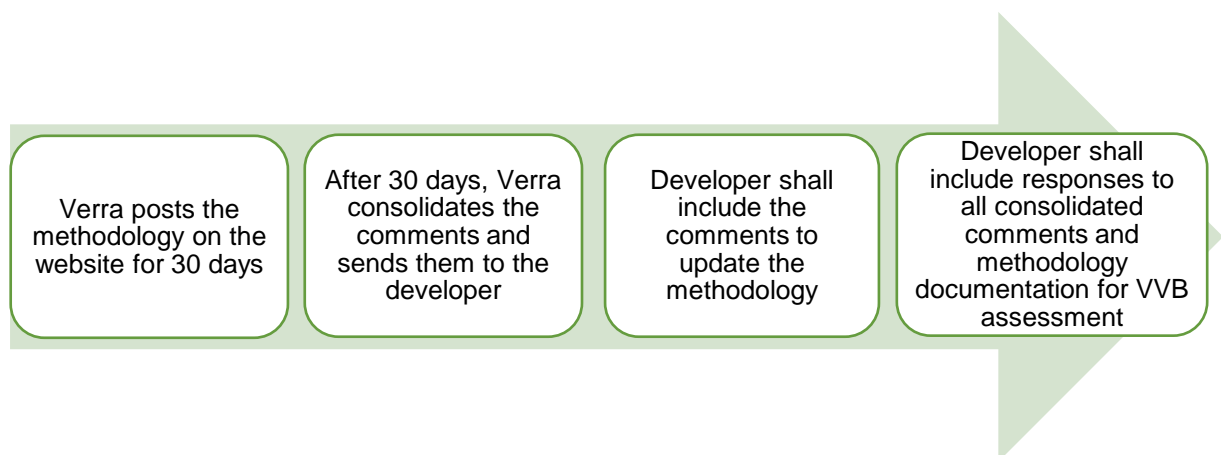 Verra posts the
methodology on the
website for 30 days
After 30 days, Verra
consolidates the
comments and
sends them to the
developer
Developer shall
include the
comments to
update the
methodology
Developer shall
include responses to
all consolidated
comments and
methodology
documentation for VVB
assessment